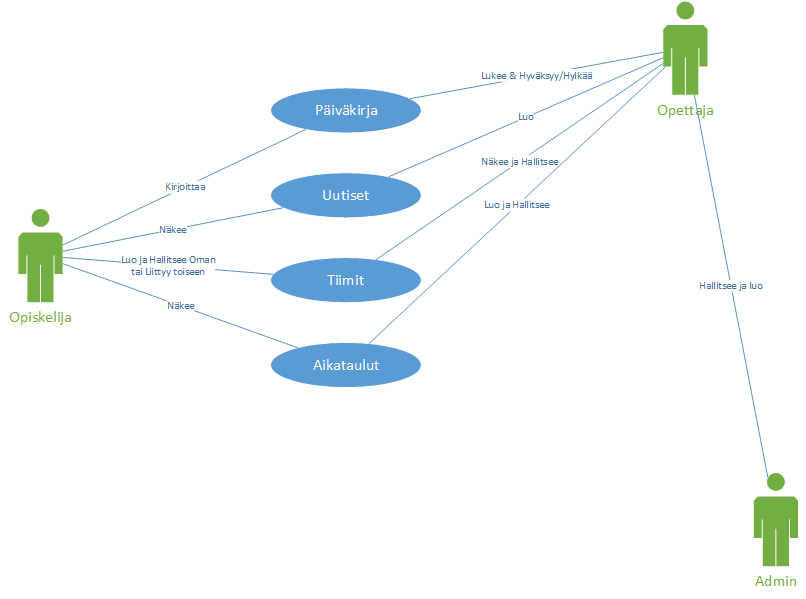 Lukee & Hyväksyy/Hylkää
Päiväkirja
Opettaja
Luo
Näkee ja Hallitsee
Kirjoittaa
Uutiset
Luo ja Hallitsee
Näkee
Luo ja Hallitsee Oman
tai Liittyy toiseen
Tiimit
Hallitsee ja luo
Näkee
Opiskelija
Aikataulut
Admin